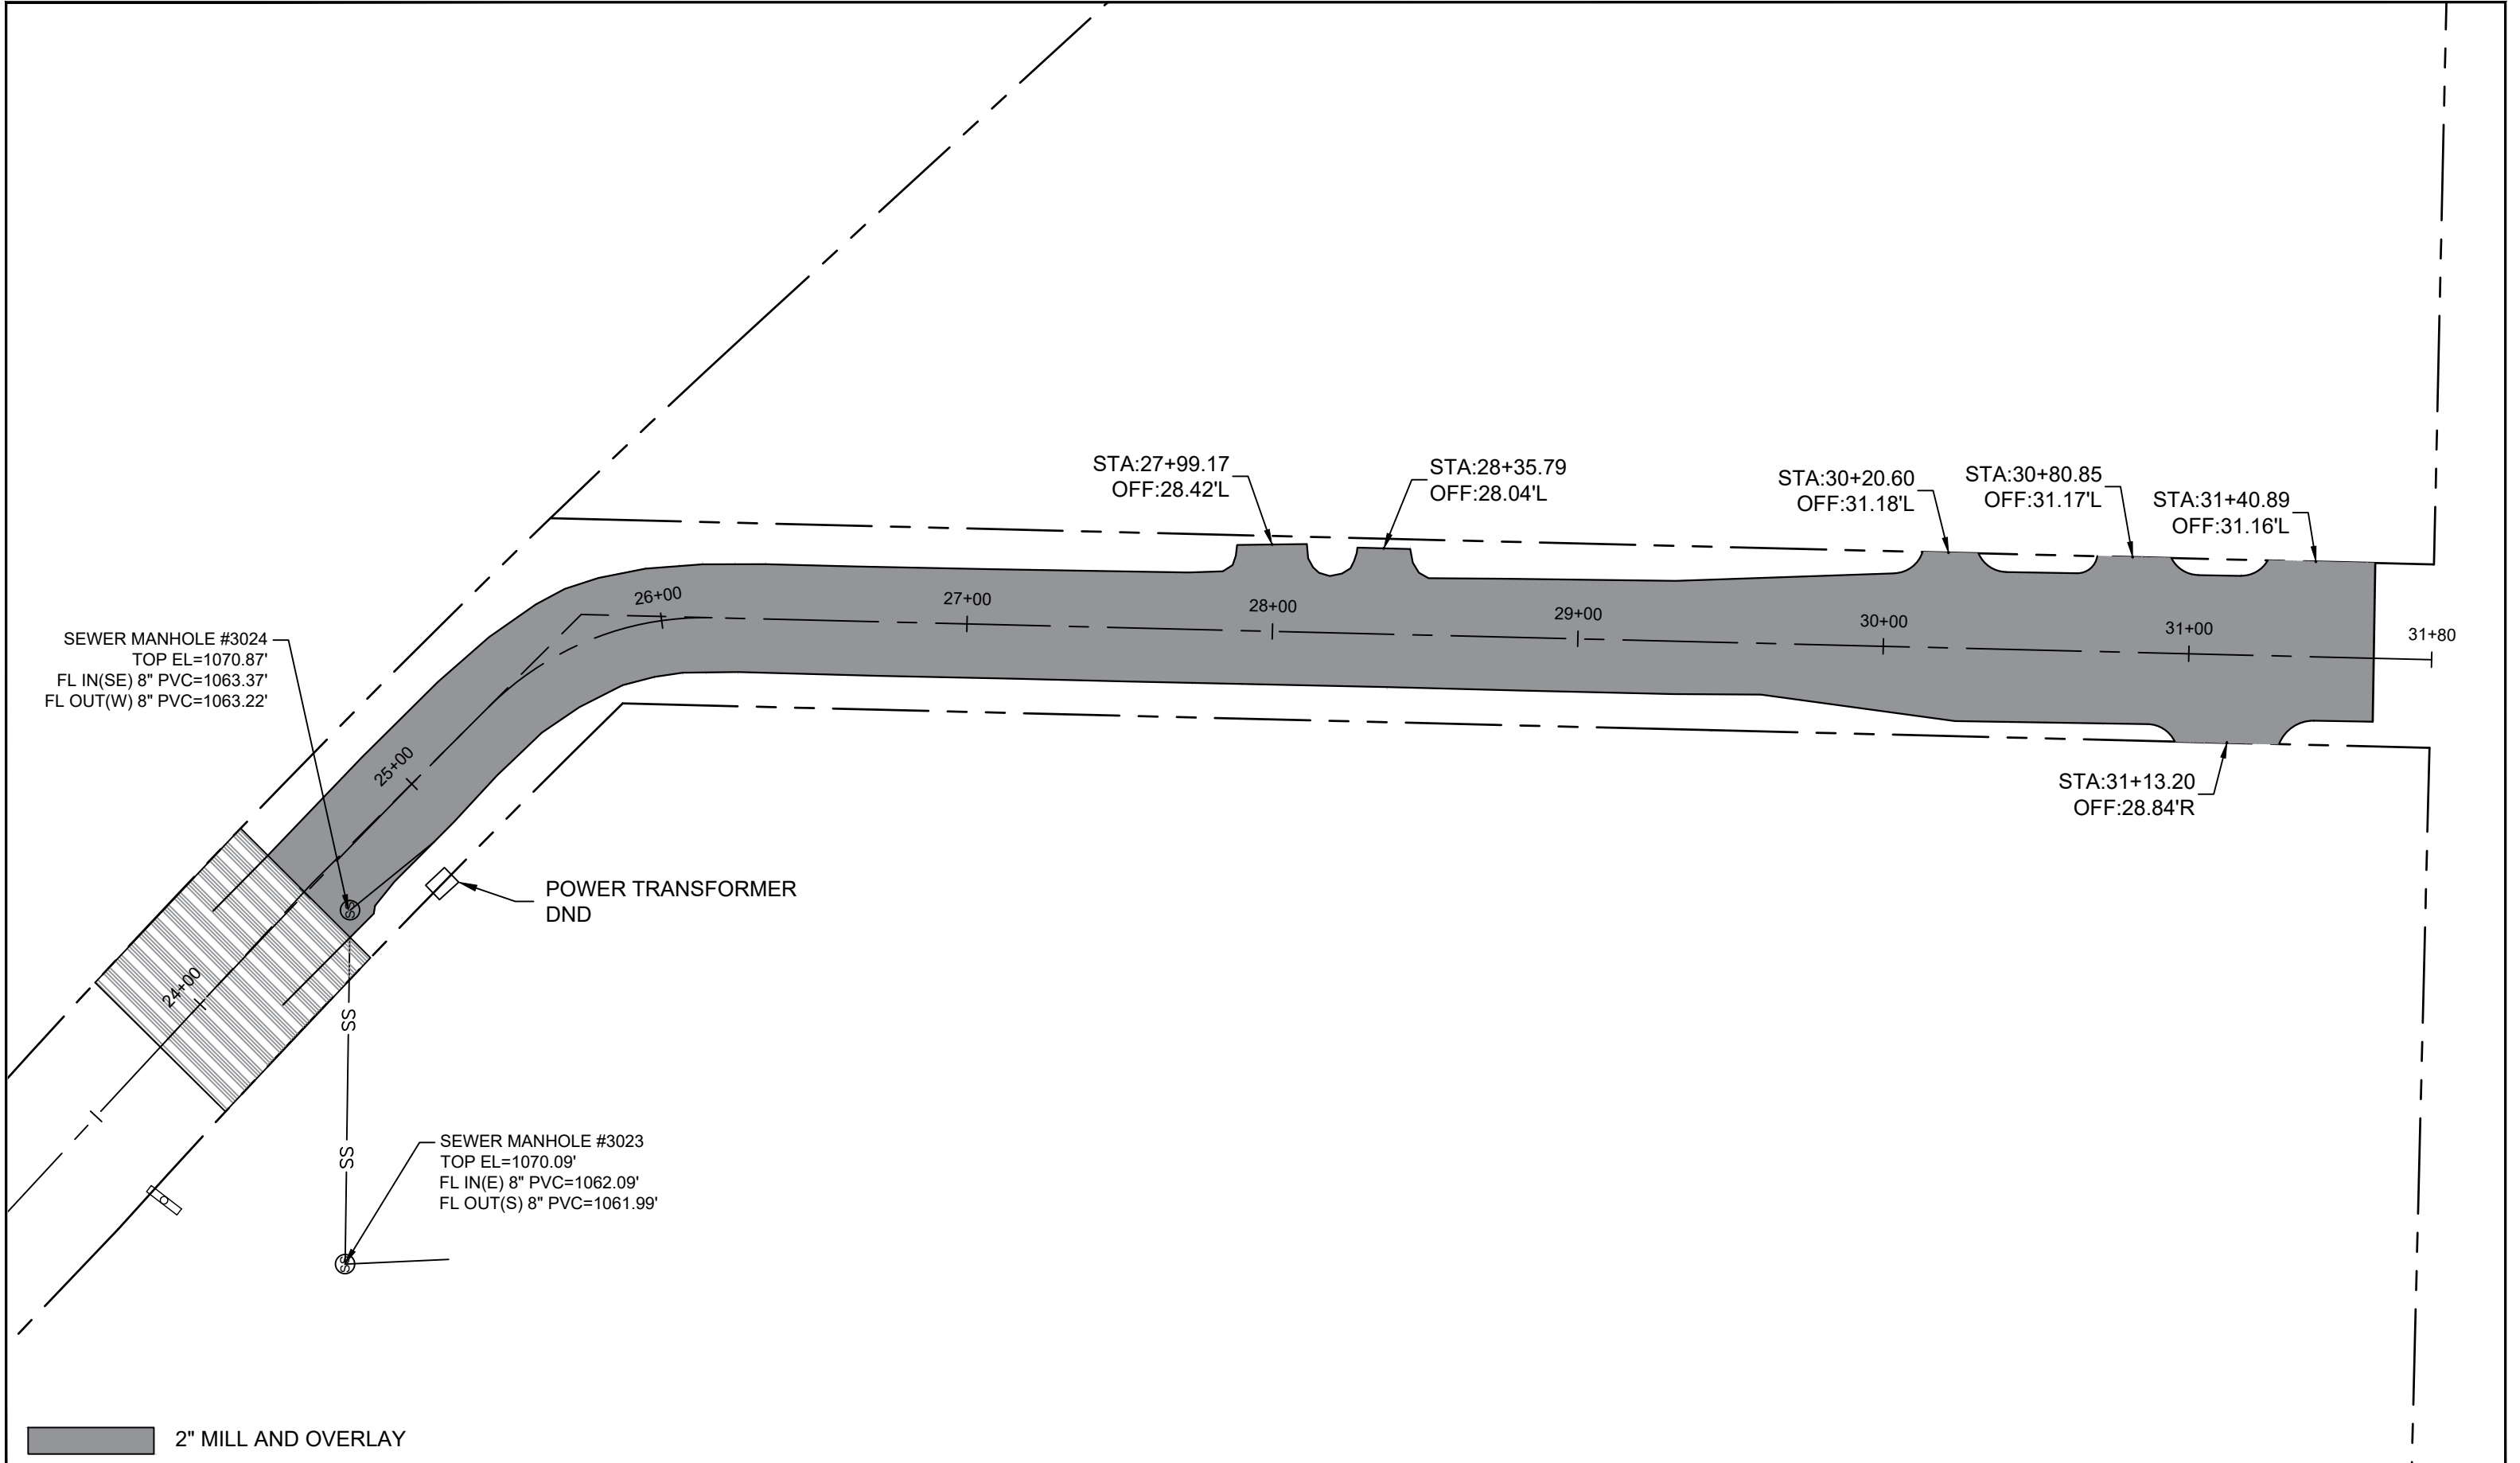 STA:27+99.17
OFF:28.42'L
STA:28+35.79
OFF:28.04'L
STA:30+20.60
OFF:31.18'L
STA:30+80.85
OFF:31.17'L
STA:31+40.89
OFF:31.16'L
26+00
27+00
28+00
29+00
30+00
31+00
31+80
SEWER MANHOLE #3024
TOP EL=1070.87'
FL IN(SE) 8" PVC=1063.37'
FL OUT(W) 8" PVC=1063.22'
25+00
STA:31+13.20
OFF:28.84'R
POWER TRANSFORMER
DND
SS
24+00
SS
SS
SEWER MANHOLE #3023
TOP EL=1070.09'
FL IN(E) 8" PVC=1062.09'
FL OUT(S) 8" PVC=1061.99'
SS
2" MILL AND OVERLAY